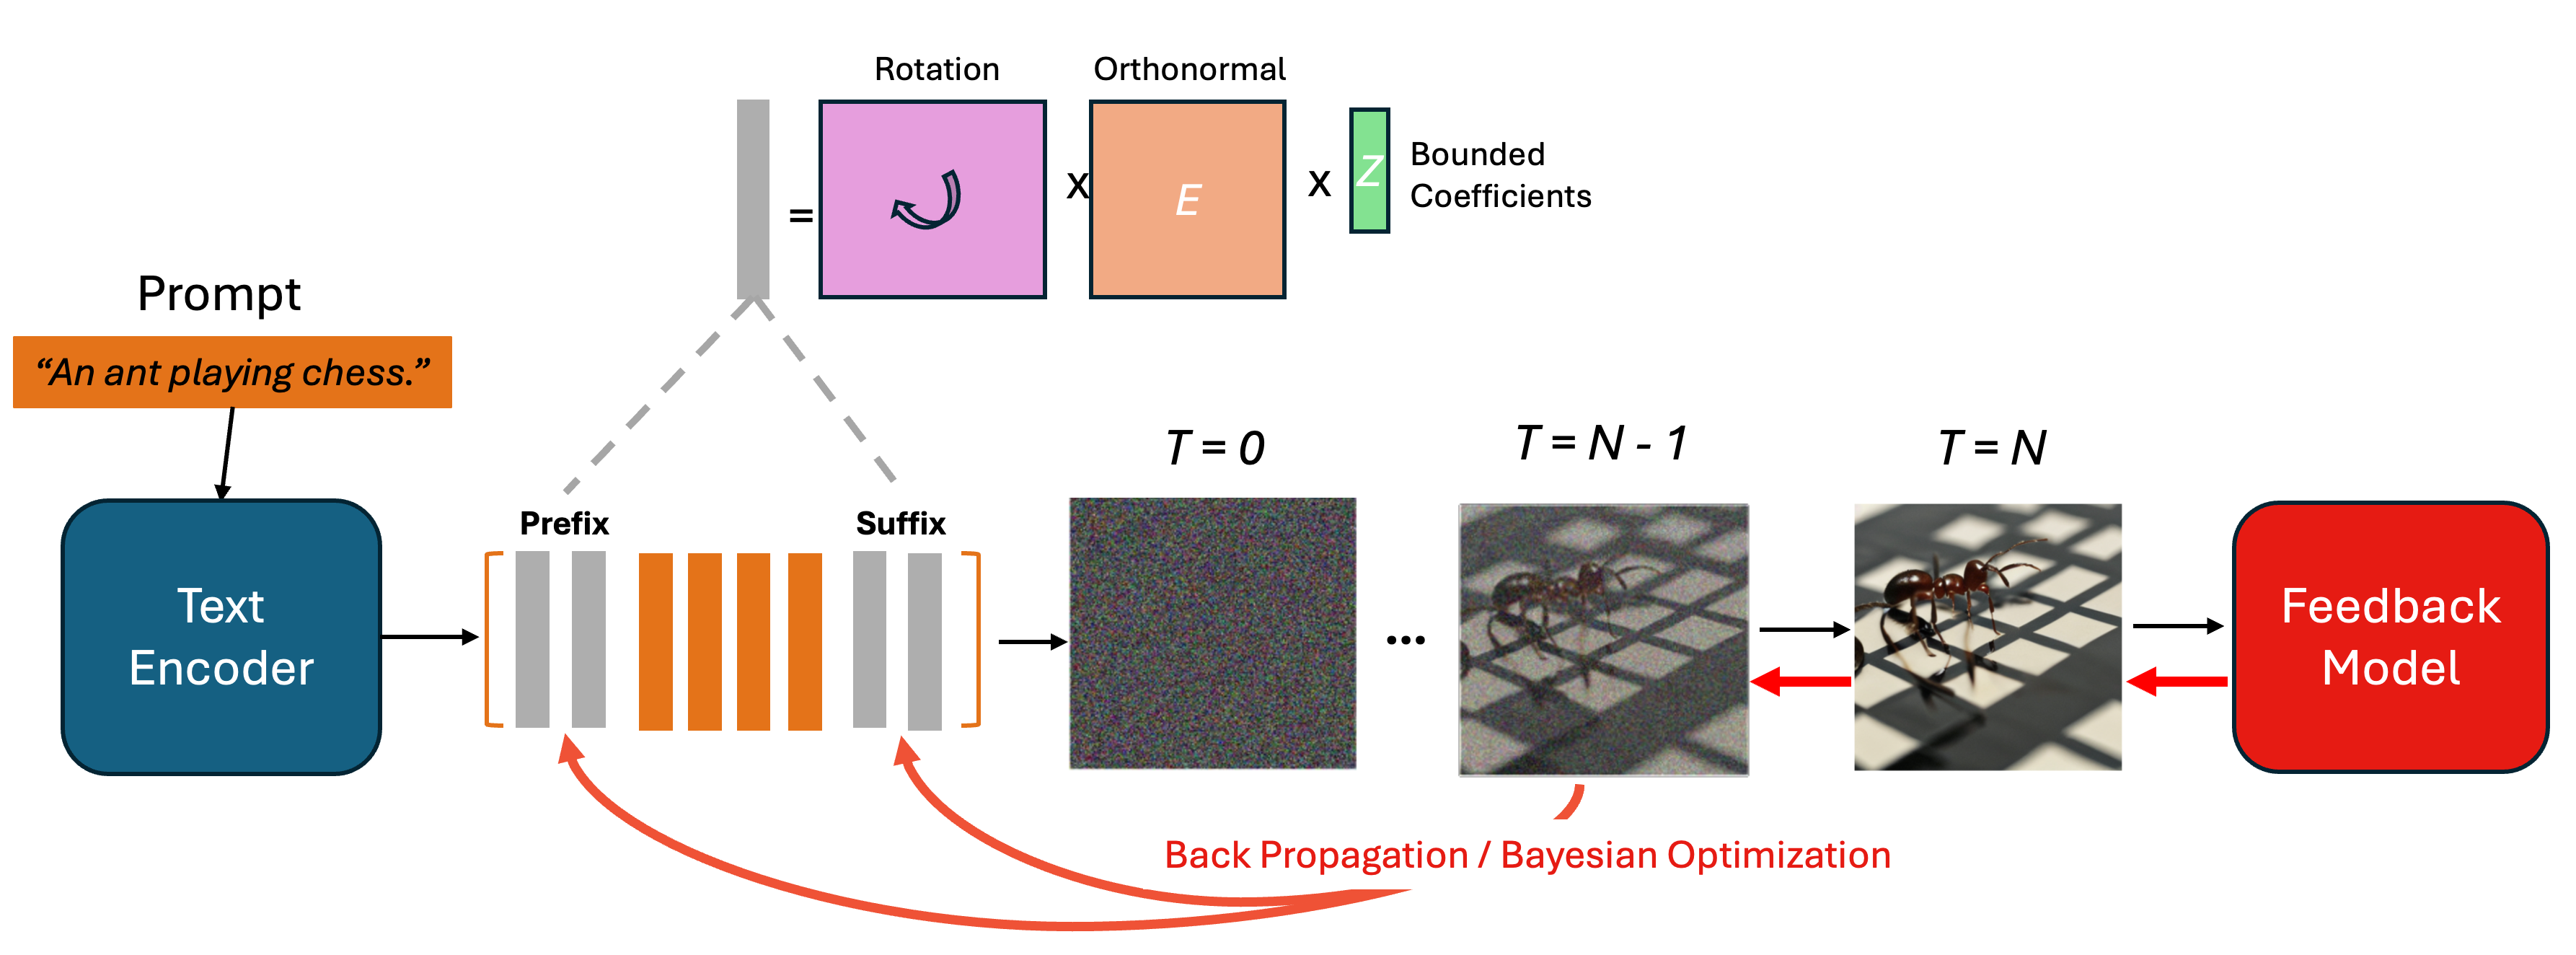 Rotation
Orthonormal
=
x
E
x
Z
Bounded
Coefficients
Prompt
“An ant playing chess.”
Text
Encoder
Prefix
Suffix
T = 0
...
T = N - 1
T = N
Feedback
Model
Back Propagation / Bayesian Optimization